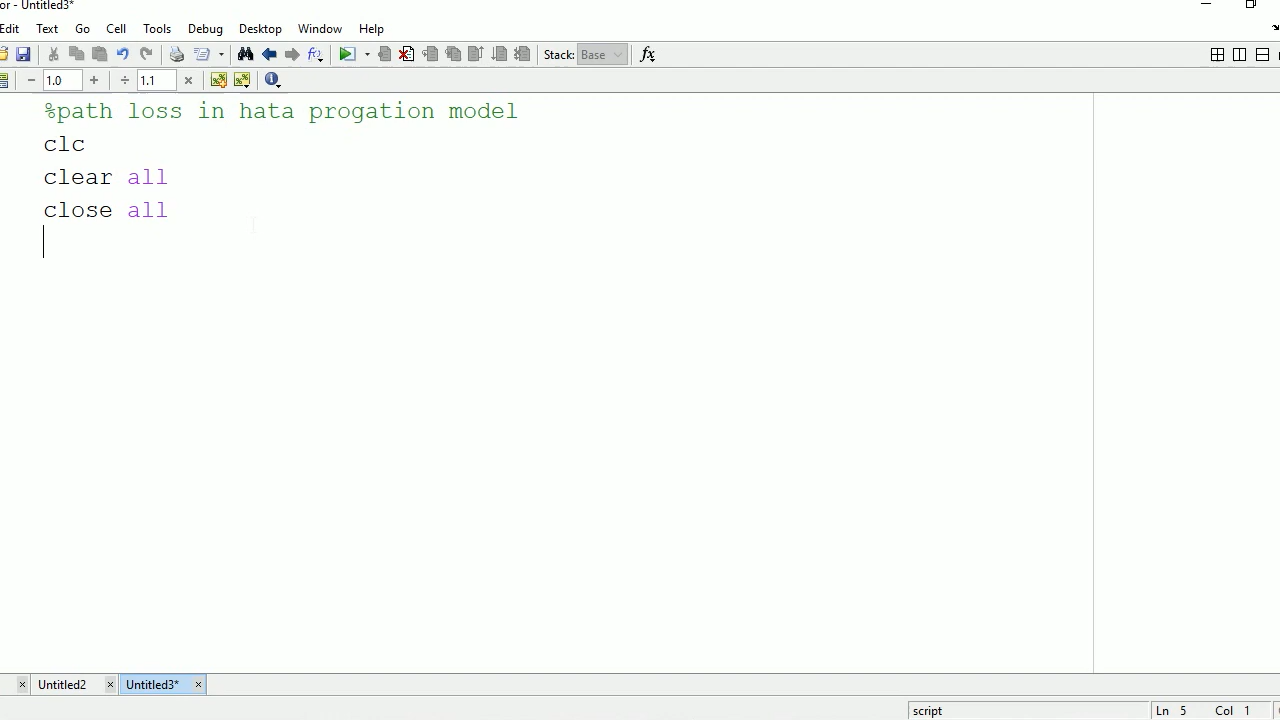 or - Untitled3*
Edit Text Go Cell Tools Debug Desktop Window Help
Stack: Base fx
1.0 1.1
%path loss in hata progation model
clc
clear all
close all
Untitled2 Untitled3*
script Ln 5 Col 1